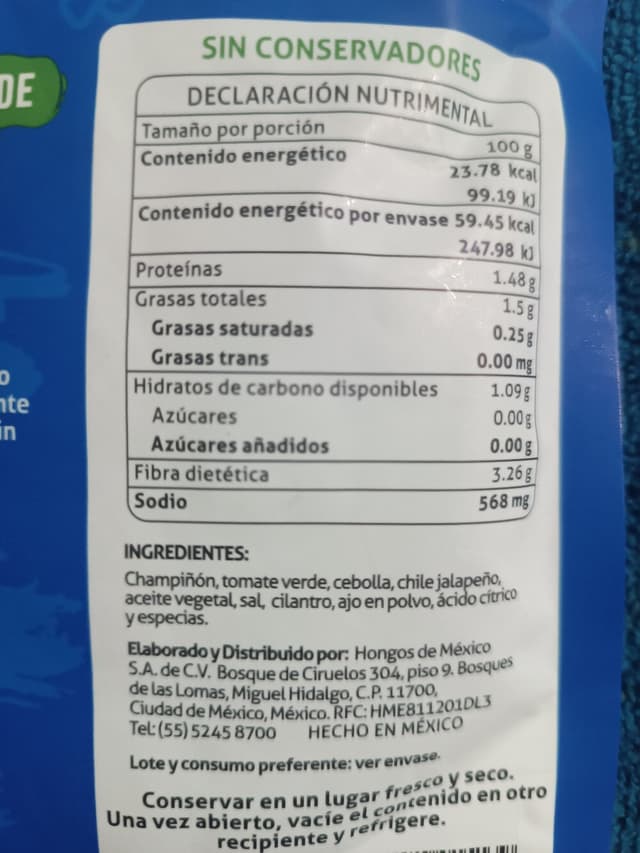 SIN CONSERVADORES
DE
DECLARACIÓN NUTRIMENTAL
Tamaño por porción 100 g
Contenido energético 23.78 kcal
99.19 kJ
Contenido energético por envase 59.45 kcal
247.98 kJ
Proteínas 1.48 g
Grasas totales 1.5 g
Grasas saturadas 0.25 g
Grasas trans 0.00 mg
Hidratos de carbono disponibles 1.09 g
Azúcares 0.00 g
Azúcares añadidos 0.00 g
Fibra dietética 3.26 g
Sodio 568 mg
INGREDIENTES:
Champiñón, tomate verde, cebolla, chile jalapeño,
aceite vegetal, sal, cilantro, ajo en polvo, ácido cítrico
y especias.
Elaborado y Distribuido por: Hongos de México
S.A. de C.V. Bosque de Ciruelos 304, piso 9. Bosques
de las Lomas, Miguel Hidalgo, C.P. 11700,
Ciudad de México, México. RFC: HME811201DL3
Tel: (55) 5245 8700 HECHO EN MÉXICO
Lote y consumo preferente: ver envase.
Conservar en un lugar fresco y seco.
Una vez abierto, vacíe el contenido en otro
recipiente y refrigere.